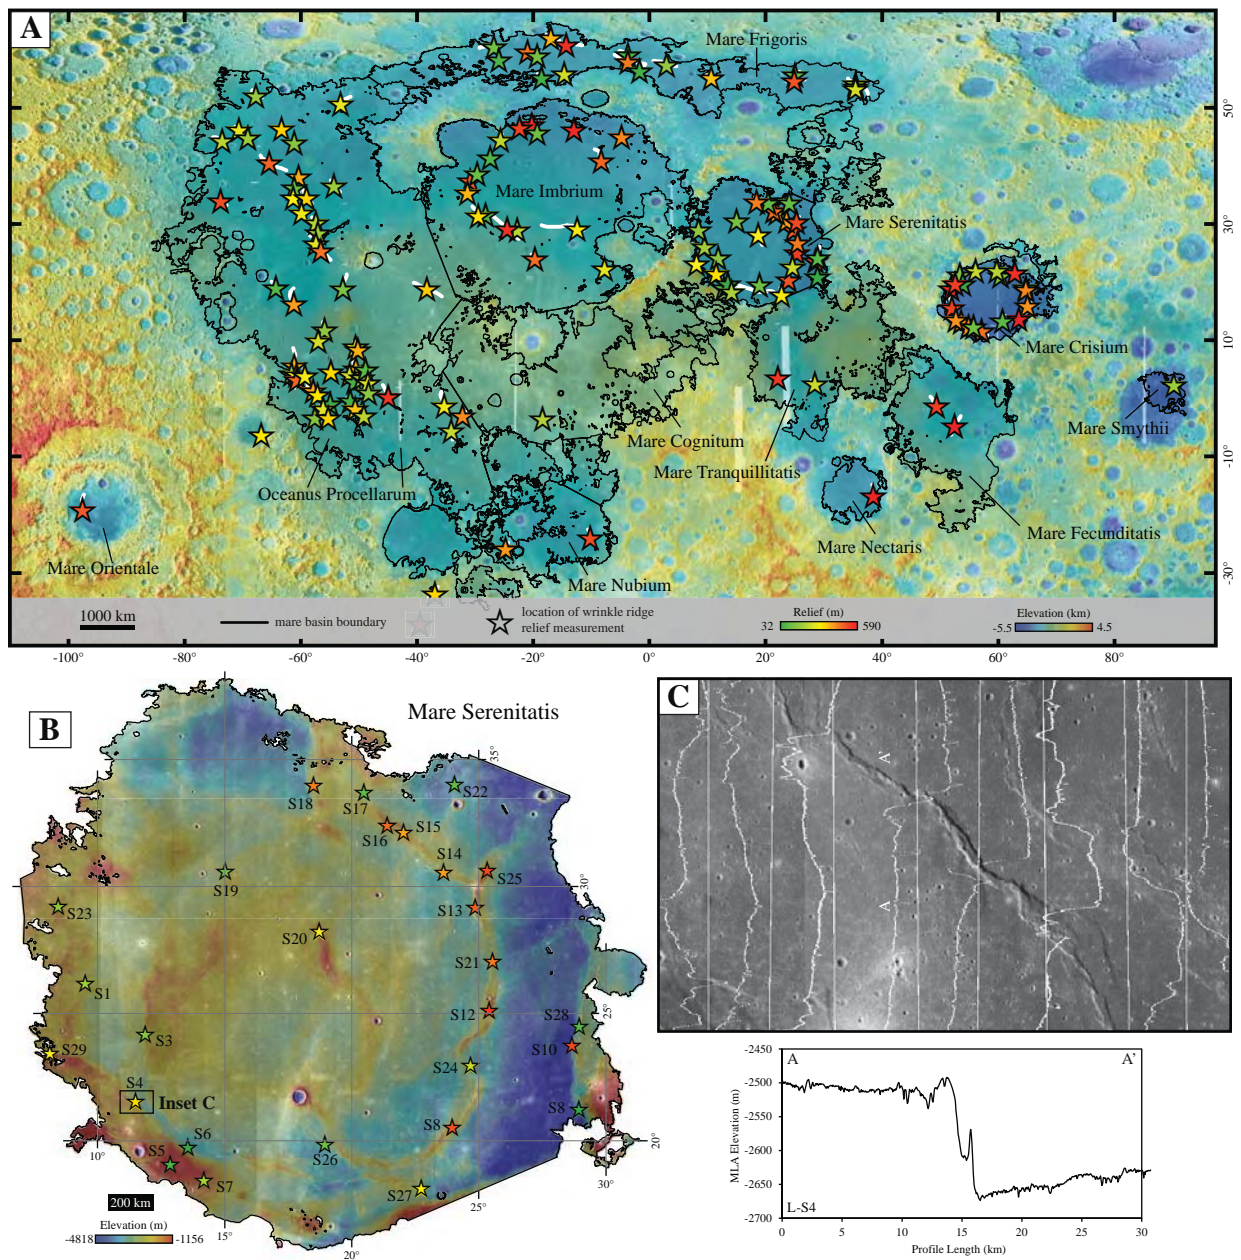 A
Mare Frigoris
50°
Mare Imbrium
Mare Serenitatis
30°
Mare Crisium
10°
Mare Smythii
Mare Cognitum
Mare Tranquillitatis
-10°
Oceanus Procellarum
Mare Fecunditatis
Mare Nectaris
Mare Orientale
Mare Nubium
-30°
1000 km
mare basin boundary
location of wrinkle ridge
relief measurement
Relief (m)
32
590
Elevation (km)
-5.5
4.5
-100°
-80°
-60°
-40°
-20°
0°
20°
40°
60°
80°
B
Mare Serenitatis
35°
S18
S17
S22
S16
S15
S14
S25
S19
30°
S23
S13
S20
S21
S1
S12
25°
S28
S3
S10
S29
S24
S4
Inset C
S8
S8
S6
S26
20°
10°
S5
S7
S27
30°
200 km
25°
Elevation (m)
-4818
-1156
15°
20°
C
A'
A
-2450
A
A'
-2500
-2550
MLA Elevation (m)
-2600
-2650
L-S4
-2700
0
5
10
15
20
25
30
Profile Length (km)